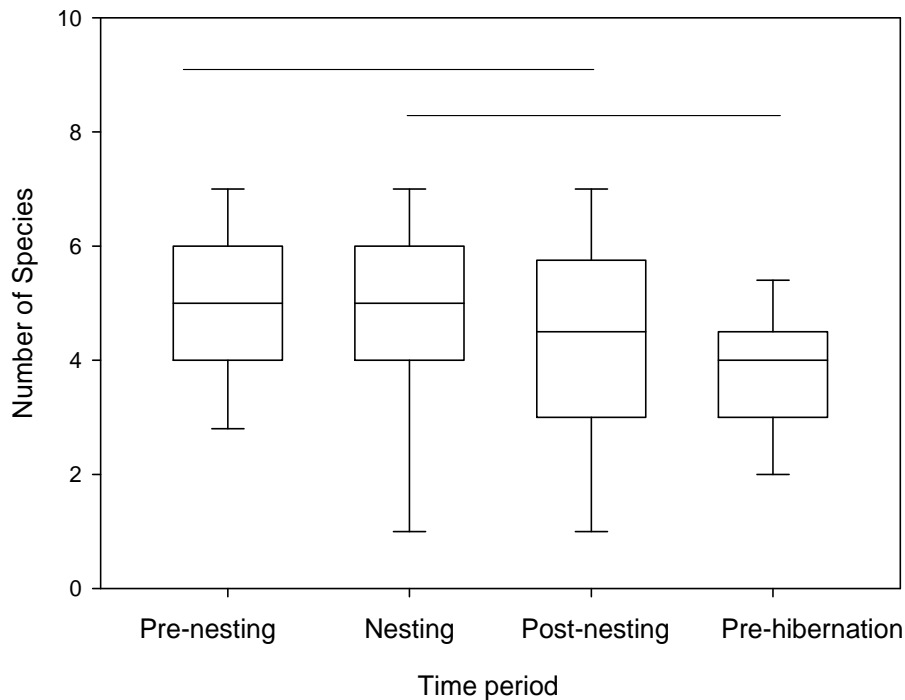 10
8
6
4
2
0
Number of Species
Pre-nesting
Nesting
Post-nesting
Pre-hibernation
Time period